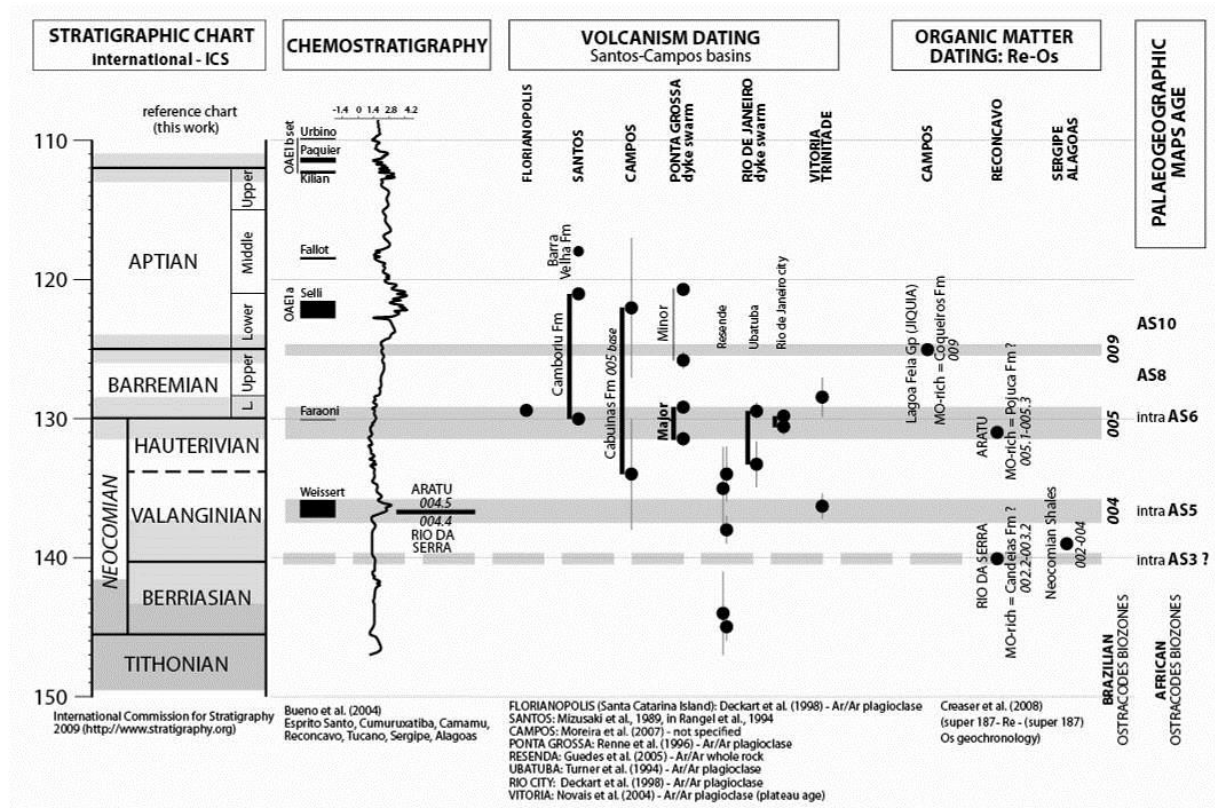 STRATIGRAPHIC CHART
international - ICS
CHEMOSTRATIGRAPHY
VOLCANISM DATING
Santos-Campos basins
ORGANIC MATTER
DATING: Re-Os
PALAEOGEOGRAPHIC
MAPS AGE
reference chart
(this work)
-1.4 0 1.4 2.8 4.2
FLORIANOPOLIS
SANTOS
CAMPOS
PONTA GROSSA
dyke swarm
RIO DE JANEIRO
dyke swarm
VITORIA
TRINITADE
CAMPOS
RECONCAVO
SERGIPE
ALAGOAS
110
120
130
140
150
APTIAN
Upper
Middle
Lower
BARREMIAN
Upper
L.
NEOCOMIAN
HAUTERIVIAN
VALANGINIAN
BERRIASIAN
TITHONIAN
OAE1b set
Urbino
Paquier
Kilian
Fallot
OAE1a
Selli
Faraoni
Weissert
ARATU
004.5
004.4
RIO DA
SERRA
Barra
Velha Fm
Camboriu Fm
Cabuinas Fm 005 base
Minor
Major
Resende
Ubatuba
Rio de Janeiro city
Lagoa Feia Gp (JIQUIA)
MO-rich = Coqueiros Fm
009
ARATU
MO-rich = Pojuca Fm ?
005.1-005.3
RIO DA SERRA
MO-rich = Candeias Fm ?
002.2-003.2
Neocomian Shales
002-004
009
005
004
AS10
AS8
intra AS6
intra AS5
intra AS3 ?
BRAZILIAN
OSTRACODES BIOZONES
AFRICAN
OSTRACODES BIOZONES
International Commission for Stratigraphy
2009 (http://www.stratigraphy.org)
Bueno et al. (2004)
Esprito Santo, Cumuruxatiba, Camamu,
Reconcavo, Tucano, Sergipe, Alagoas
FLORIANOPOLIS (Santa Catarina Island): Deckart et al. (1998) - Ar/Ar plagioclase
SANTOS: Mizusaki et al., 1989, in Rangel et al., 1994
CAMPOS: Moreira et al. (2007) - not specified
PONTA GROSSA: Renne et al. (1996) - Ar/Ar plagioclase
RESENDA: Guedes et al. (2005) - Ar/Ar whole rock
UBATUBA: Turner et al. (1994) - Ar/Ar plagioclase
RIO CITY: Deckart et al. (1998) - Ar/Ar plagioclase
VITORIA: Novais et al. (2004) - Ar/Ar plagioclase (plateau age)
Creaser et al. (2008)
(super 187- Re - (super 187)
Os geochronology)